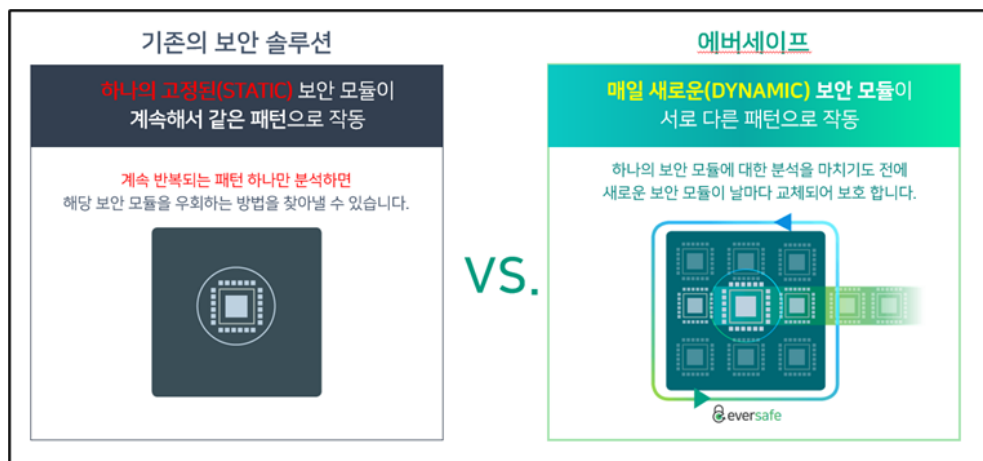 기존의 보안 솔루션
하나의 고정된(STATIC) 보안 모듈이
계속해서 같은 패턴으로 작동
계속 반복되는 패턴 하나만 분석하면
해당 보안 모듈을 우회하는 방법을 찾아낼 수 있습니다.
VS.
에버세이프
매일 새로운(DYNAMIC) 보안 모듈이
서로 다른 패턴으로 작동
하나의 보안 모듈에 대한 분석을 마치기도 전에
새로운 보안 모듈이 날마다 교체되어 보호 합니다.
eversafe